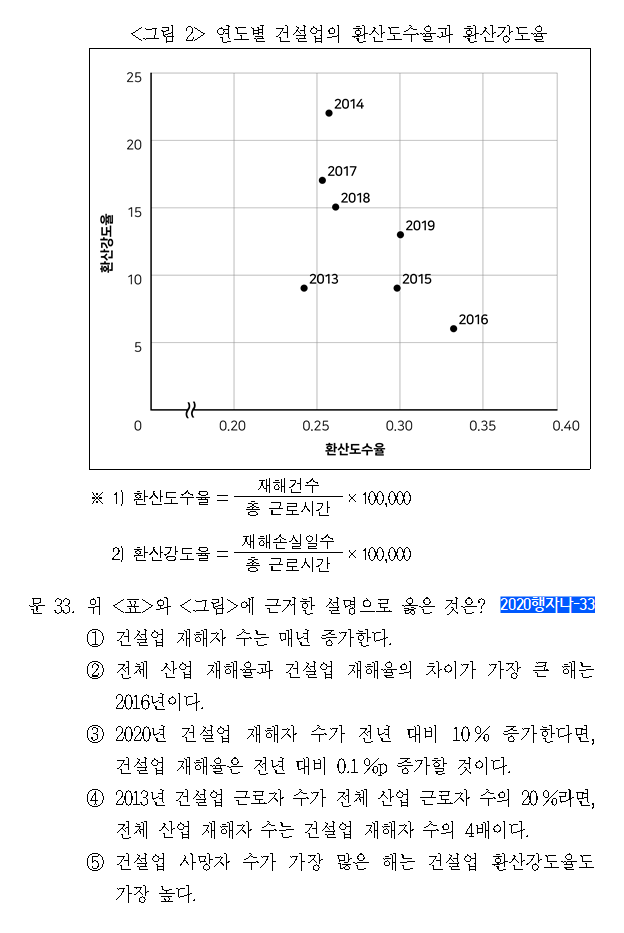 <그림 2> 연도별 건설업의 환산도수율과 환산강도율
25
2014
20
2017
2018
15
2019
환산강도율
10
2013
2015
2016
5
0
0.20
0.25
0.30
0.35
0.40
환산도수율
※ 1) 환산도수율 = 재해건수 / 총 근로시간 × 100,000
2) 환산강도율 = 재해손실일수 / 총 근로시간 × 100,000
문 33. 위 <표>와 <그림>에 근거한 설명으로 옳은 것은? 2020행자나-33
① 건설업 재해자 수는 매년 증가한다.
② 전체 산업 재해율과 건설업 재해율의 차이가 가장 큰 해는
2016년이다.
③ 2020년 건설업 재해자 수가 전년 대비 10 % 증가한다면,
건설업 재해율은 전년 대비 0.1 %p 증가할 것이다.
④ 2013년 건설업 근로자 수가 전체 산업 근로자 수의 20 %라면,
전체 산업 재해자 수는 건설업 재해자 수의 4배이다.
⑤ 건설업 사망자 수가 가장 많은 해는 건설업 환산강도율도
가장 높다.